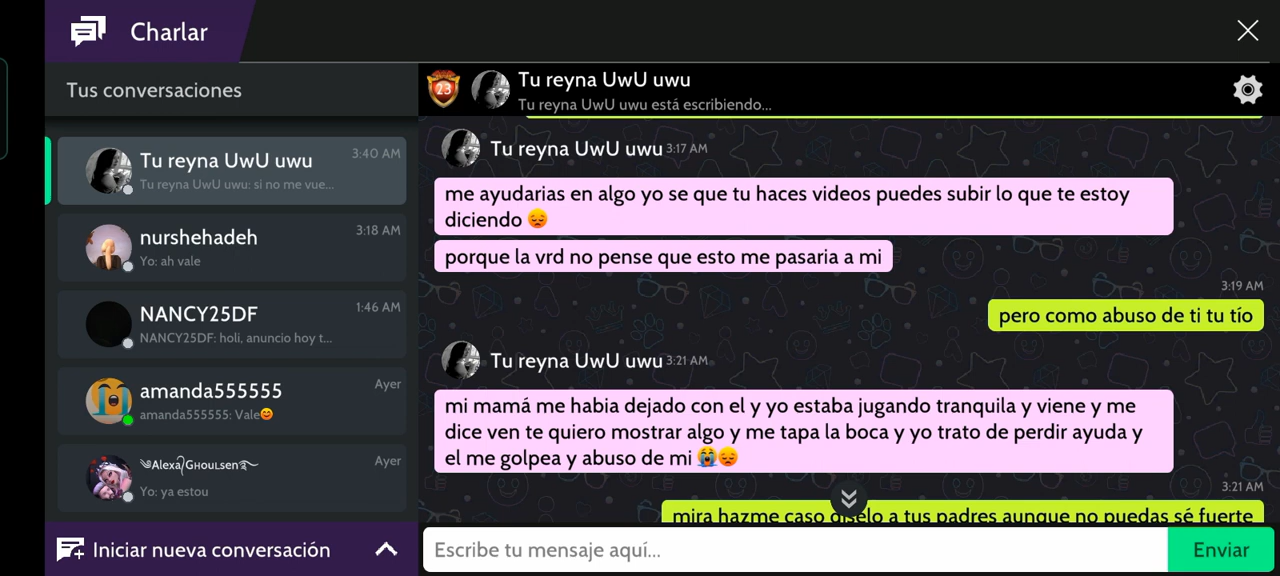 Charlar
Tus conversaciones
Tu reyna UwU uwu
3:40 AM
Tu reyna UwU uwu: si no me vue...
nurshehadeh
3:18 AM
Yo: ah vale
NANCY25DF
1:46 AM
NANCY25DF: holi, anuncio hoy t...
amanda555555
Ayer
amanda555555: Vale😊
༄Alexa༒Gʜouʟsen࿐
Ayer
Yo: ya estou
Iniciar nueva conversación
23
Tu reyna UwU uwu
Tu reyna UwU uwu está escribiendo...
Tu reyna UwU uwu 3:17 AM
me ayudarias en algo yo se que tu haces videos puedes subir lo que te estoy
diciendo 😞
porque la vrd no pense que esto me pasaria a mi
3:19 AM
pero como abuso de ti tu tío
Tu reyna UwU uwu 3:21 AM
mi mamá me habia dejado con el y yo estaba jugando tranquila y viene y me
dice ven te quiero mostrar algo y me tapa la boca y yo trato de perdir ayuda y
el me golpea y abuso de mi 😭😞
3:21 AM
mira hazme caso diselo a tus padres aunque no puedas sé fuerte
Escribe tu mensaje aquí...
Enviar